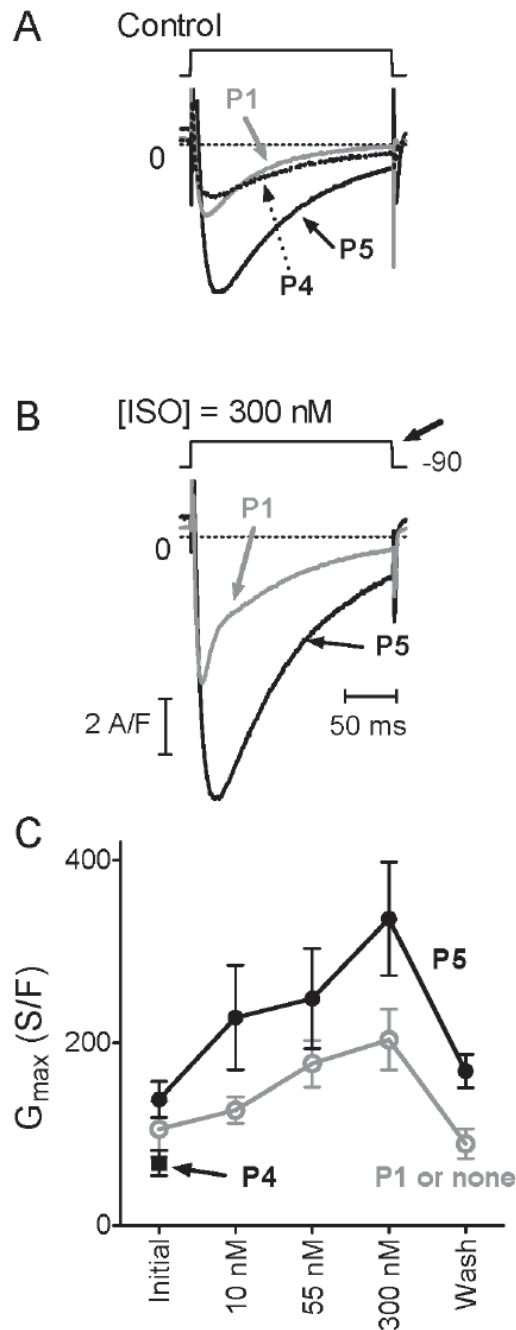 A Control
P1
0
P5
P4
B [ISO] = 300 nM
-90
P1
0
P5
2 A/F
50 ms
C
400
P5
Gmax (S/F)
200
P4
P1 or none
0
Initial
10 nM
55 nM
300 nM
Wash